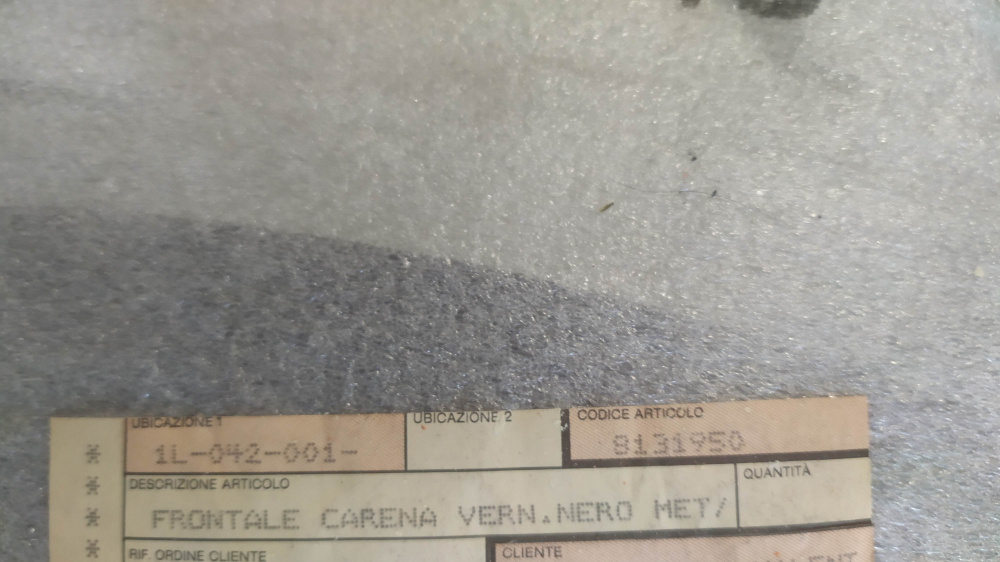 UBICAZIONE 1 UBICAZIONE 2 CODICE ARTICOLO
1L-042-001- 8131950
DESCRIZIONE ARTICOLO QUANTITÀ
FRONTALE CARENA VERN.NERO MET/
RIF. ORDINE CLIENTE CLIENTE